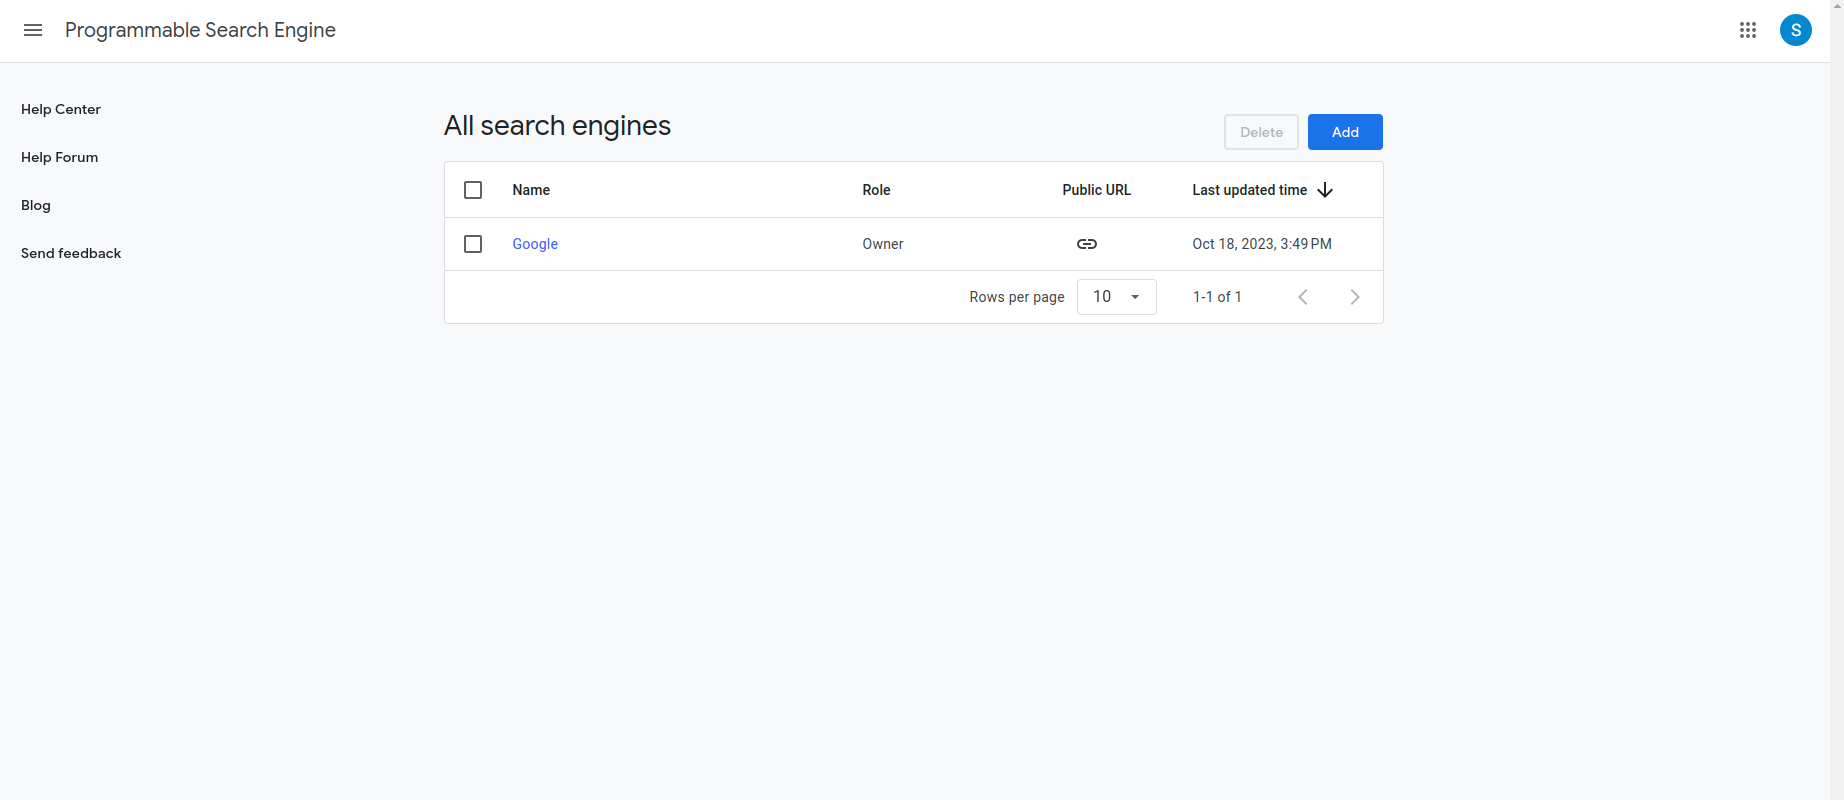 Programmable Search Engine
S
Help Center
Help Forum
Blog
Send feedback
All search engines
Delete
Add
Name Role Public URL Last updated time
Google Owner Oct 18, 2023, 3:49 PM
Rows per page 10 1-1 of 1